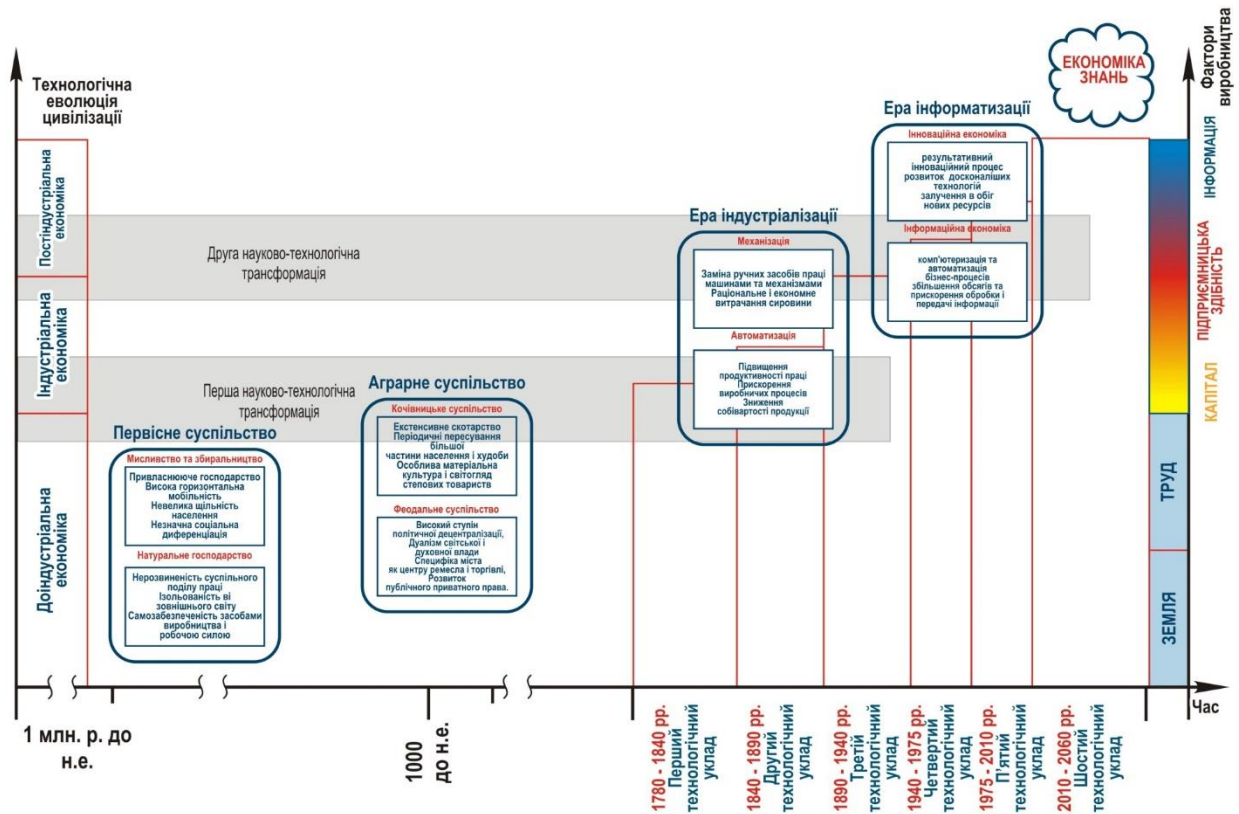 Технологічна
еволюція
цивілізації
Фактори
виробництва
ЕКОНОМІКА
ЗНАНЬ
Постіндустріальна
економіка
Індустріальна
економіка
Доіндустріальна
економіка
Друга науково-технологічна
трансформація
Перша науково-технологічна
трансформація
Первісне суспільство
Мисливство та збиральництво
Привласнююче господарство
Висока горизонтальна
мобільність
Невелика щільність
населення
Незначна соціальна
диференціація
Натуральне господарство
Нерозвиненість суспільного
поділу праці
Ізольованість ві
зовнішнього світу
Самозабезпеченість засобами
виробництва і
робочою силою
Аграрне суспільство
Кочівницьке суспільство
Екстенсивне скотарство
Періодичні пересування
більшої
частини населення і худоби
Особлива матеріальна
культура і світогляд
степових товариств
Феодальне суспільство
Високий ступін
політичної децентралізації,
Дуалізм світської і
духовної влади
Специфіка міста
як центру ремесла і торгівлі,
Розвиток
публічного приватного права.
Ера індустріалізації
Механізація
Заміна ручних засобів праці
машинами та механізмами
Раціональне і економне
витрачання сировини
Автоматизація
Підвищення
продуктивності праці
Прискорення
виробничих процесів
Зниження
собівартості продукції
Ера інформатизації
Інноваційна економіка
результативний
інноваційний процес
розвиток досконаліших
технологій
залучення в обіг
нових ресурсів
Інформаційна економіка
комп'ютеризація та
автоматизація
бізнес-процесів
збільшення обсягів та
прискорення обробки і
передачі інформації
ІНФОРМАЦІЯ
ПІДПРИЄМНИЦЬКА
ЗДІБНІСТЬ
КАПІТАЛ
ТРУД
ЗЕМЛЯ
Час
1 млн. р. до
н.е.
1000
до н.е.
1780 - 1840 рр.
Перший
технологічний
уклад
1840 - 1890 рр.
Другий
технологічний
уклад
1890 - 1940 рр.
Третій
технологічний
уклад
1940 - 1975 рр.
Четвертий
технологічний
уклад
1975 - 2010 рр.
П'ятий
технологічний
уклад
2010 - 2060 рр.
Шостий
технологічний
уклад